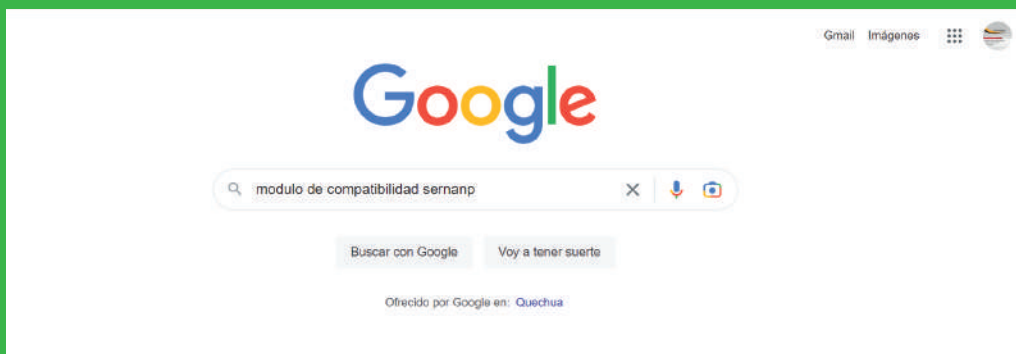 Gmail Imágenes
Google
modulo de compatibilidad sernanp
Buscar con Google Voy a tener suerte
Ofrecido por Google en: Quechua